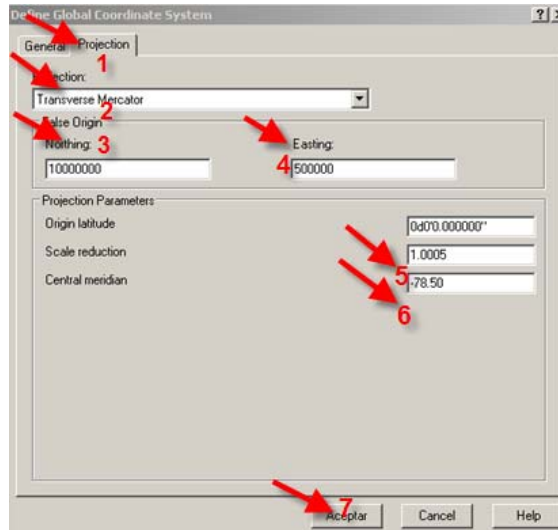 Define Global Coordinate System
General Projection
1
Projection:
Transverse Mercator
2
False Origin
Northing: 3 Easting:
10000000 4 500000
Projection Parameters
Origin latitude 0d0'0.000000"
Scale reduction 1.0005
5
Central meridian -78.50
6
7
Aceptar Cancel Help